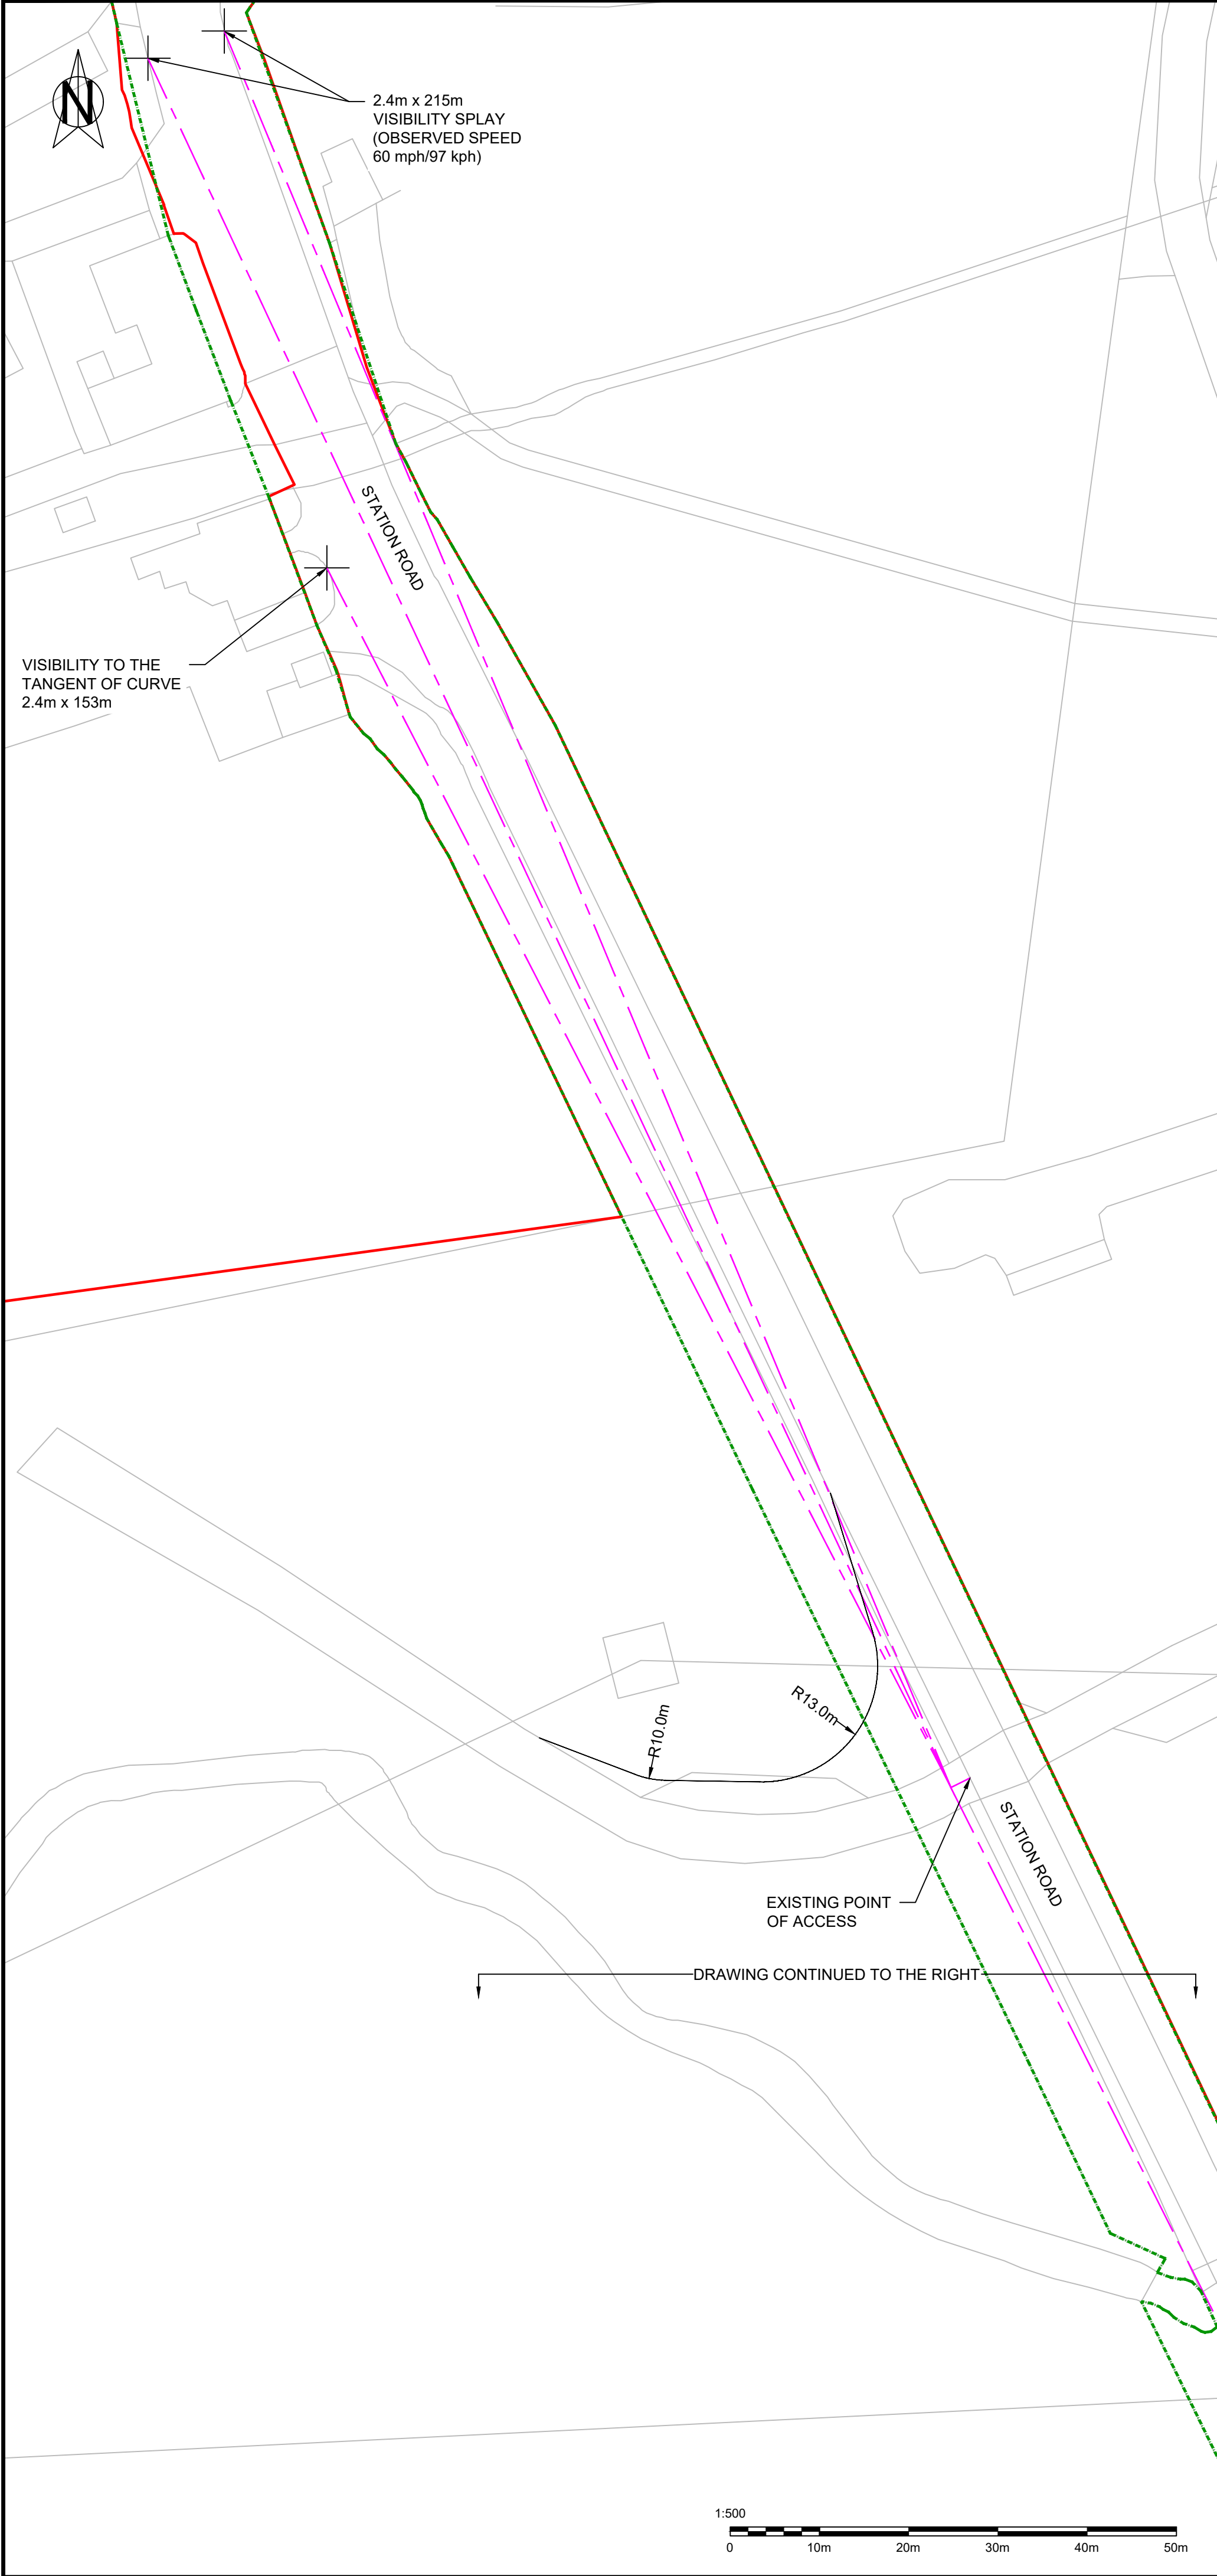 N
2.4m x 215m
VISIBILITY SPLAY
(OBSERVED SPEED
60 mph/97 kph)
STATION ROAD
VISIBILITY TO THE
TANGENT OF CURVE
2.4m x 153m
R13.0m
R10.0m
STATION ROAD
EXISTING POINT
OF ACCESS
DRAWING CONTINUED TO THE RIGHT
1:500
0 10m 20m 30m 40m 50m